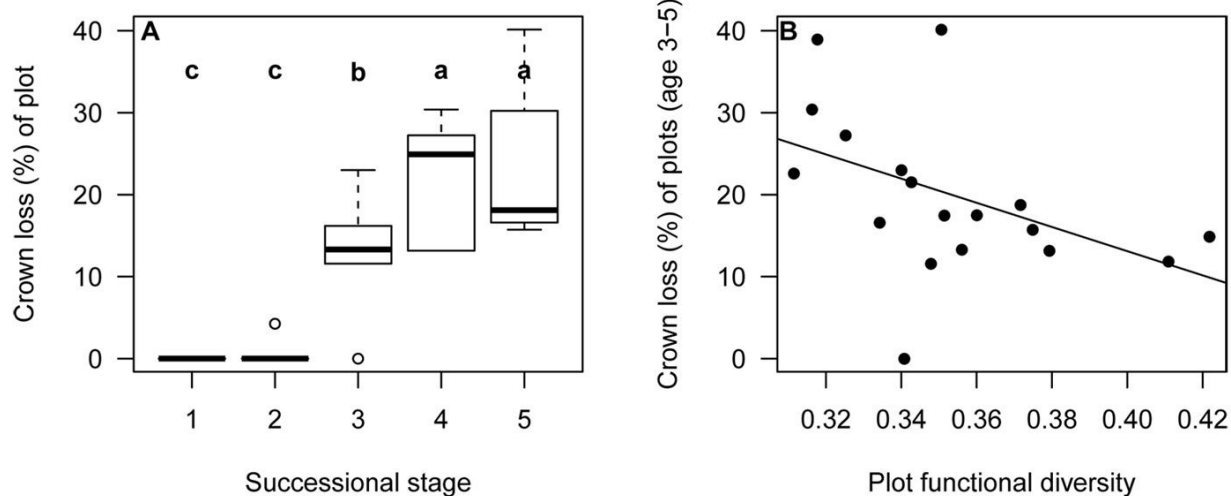 A
Crown loss (%) of plot
40
30
20
10
0
c c b a a
1 2 3 4 5
Successional stage
B
Crown loss (%) of plots (age 3−5)
40
30
20
10
0
0.32 0.34 0.36 0.38 0.40 0.42
Plot functional diversity